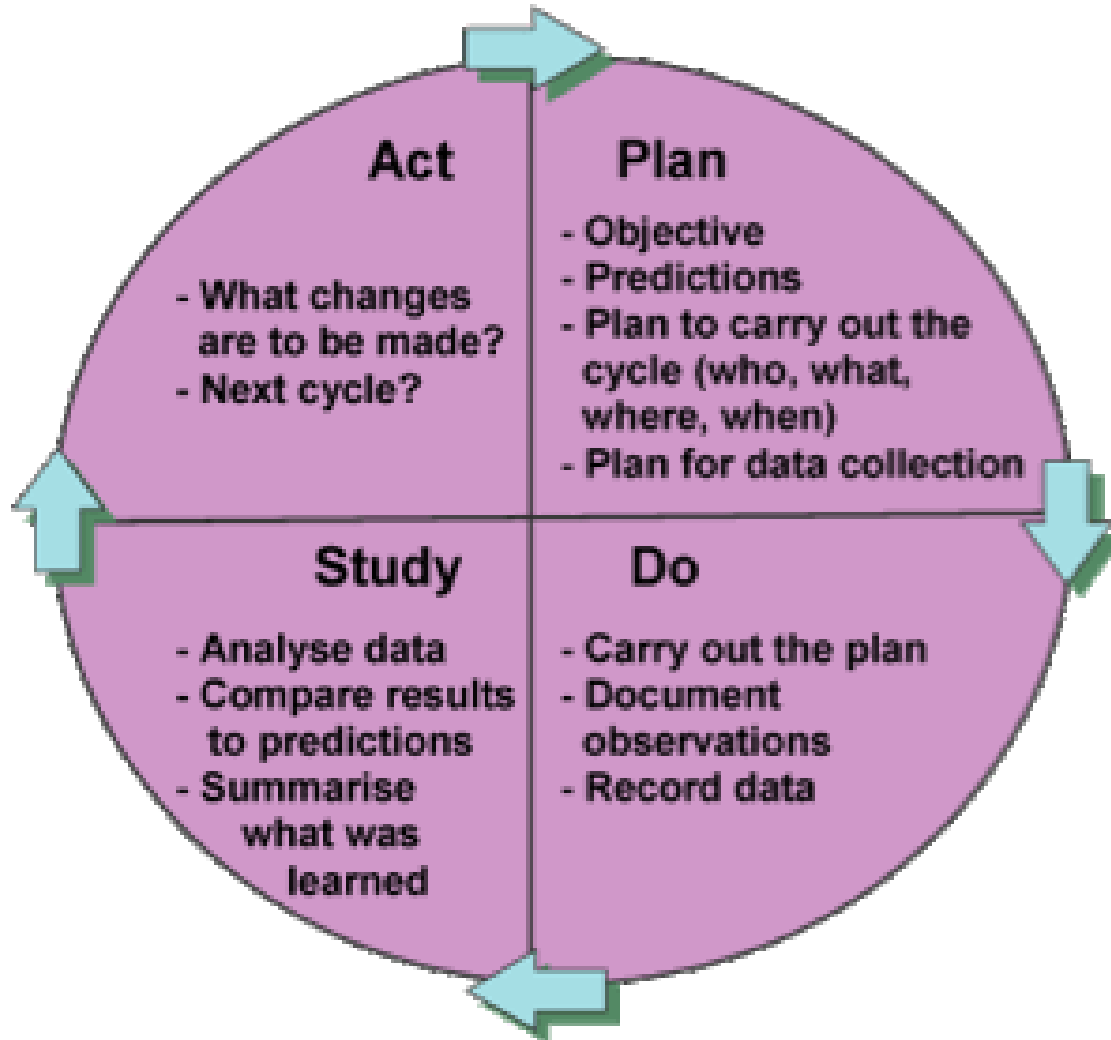 Act
- What changes
are to be made?
- Next cycle?
Plan
- Objective
- Predictions
- Plan to carry out the
cycle (who, what,
where, when)
- Plan for data collection
Study
- Analyse data
- Compare results
to predictions
- Summarise
what was
learned
Do
- Carry out the plan
- Document
observations
- Record data